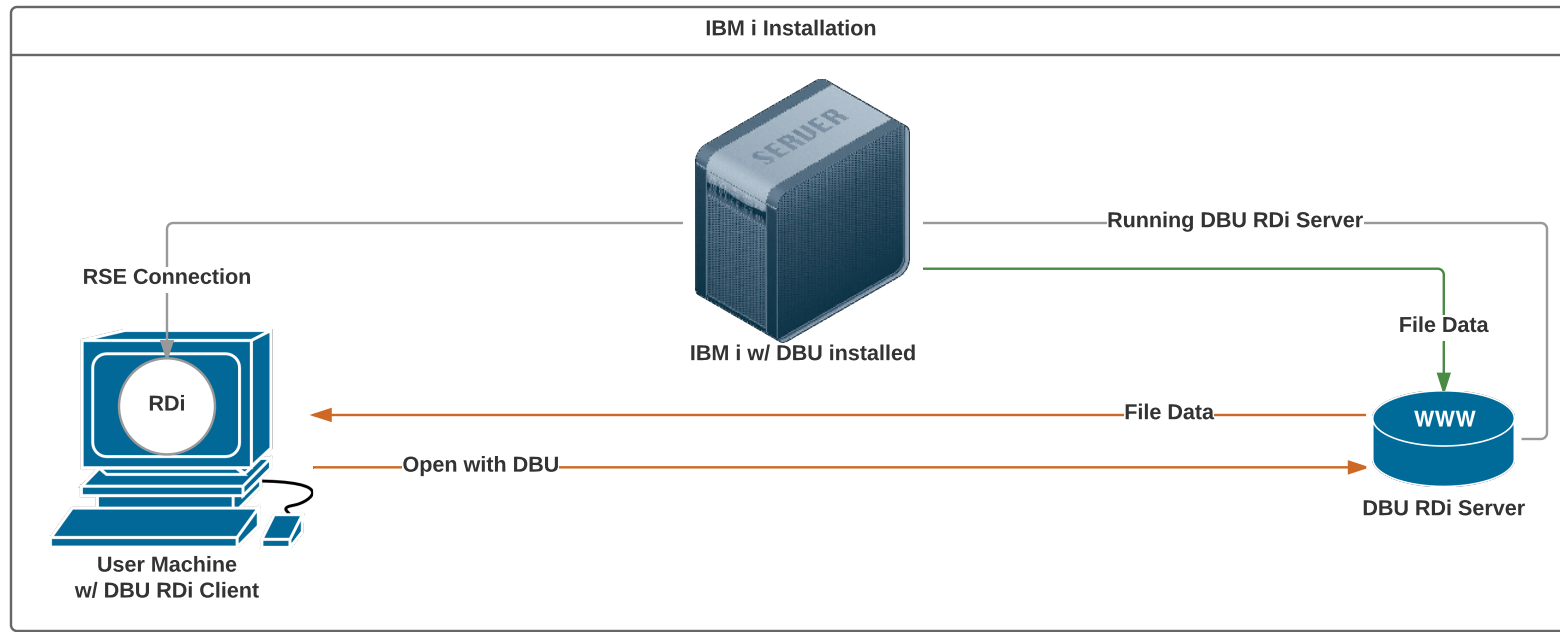 IBM i Installation
SERVER
Running DBU RDi Server
RSE Connection
File Data
IBM i w/ DBU installed
RDi
File Data
WWW
Open with DBU
DBU RDi Server
User Machine
w/ DBU RDi Client